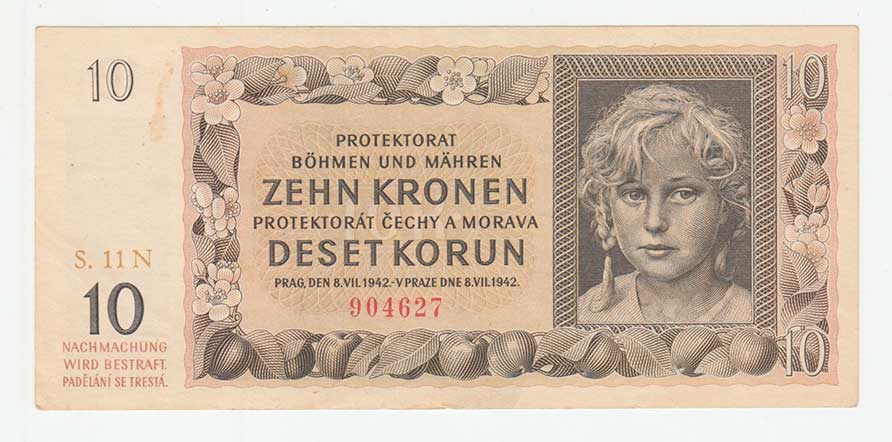 10
10
PROTEKTORAT
BÖHMEN UND MÄHREN
ZEHN KRONEN
PROTEKTORÁT ČECHY A MORAVA
DESET KORUN
PRAG, DEN 8.VII.1942.-V PRAZE DNE 8.VII.1942.
904627
S. 11 N
10
NACHMACHUNG
WIRD BESTRAFT.
PADĚLÁNÍ SE TRESTÁ.
10